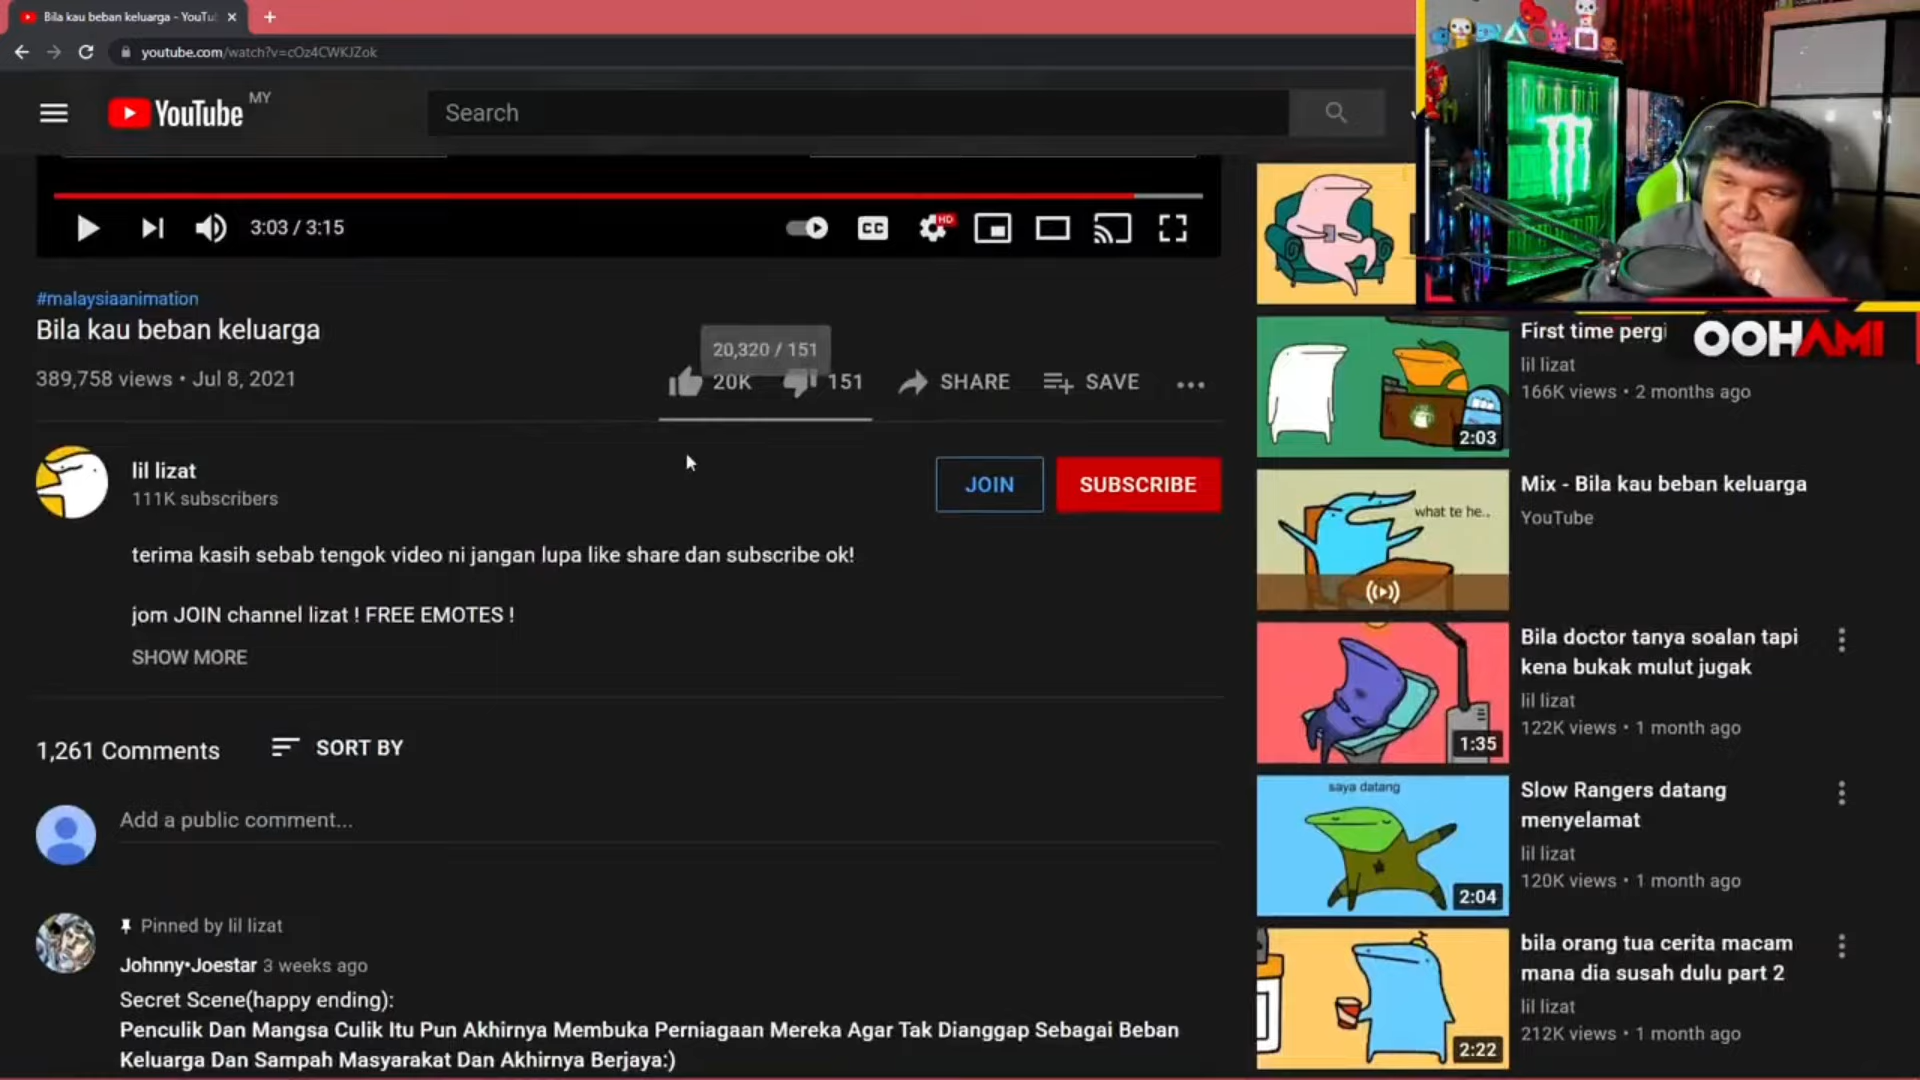 Bila kau beban keluarga - YouTu
youtube.com/watch?v=cOz4CWKJZok
YouTube MY
Search
3:03 / 3:15
CC
HD
#malaysiaanimation
Bila kau beban keluarga
389,758 views • Jul 8, 2021
20,320 / 151
20K
151
SHARE
SAVE
lil lizat
111K subscribers
JOIN
SUBSCRIBE
terima kasih sebab tengok video ni jangan lupa like share dan subscribe ok!
jom JOIN channel lizat ! FREE EMOTES !
SHOW MORE
1,261 Comments
SORT BY
Add a public comment...
Pinned by lil lizat
Johnny•Joestar 3 weeks ago
Secret Scene(happy ending):
Penculik Dan Mangsa Culik Itu Pun Akhirnya Membuka Perniagaan Mereka Agar Tak Dianggap Sebagai Beban
Keluarga Dan Sampah Masyarakat Dan Akhirnya Berjaya:)
OOHAMI
First time pergi
lil lizat
166K views • 2 months ago
2:03
what te he..
Mix - Bila kau beban keluarga
YouTube
Bila doctor tanya soalan tapi
kena bukak mulut jugak
lil lizat
122K views • 1 month ago
1:35
saya datang
Slow Rangers datang
menyelamat
lil lizat
120K views • 1 month ago
2:04
bila orang tua cerita macam
mana dia susah dulu part 2
lil lizat
212K views • 1 month ago
2:22